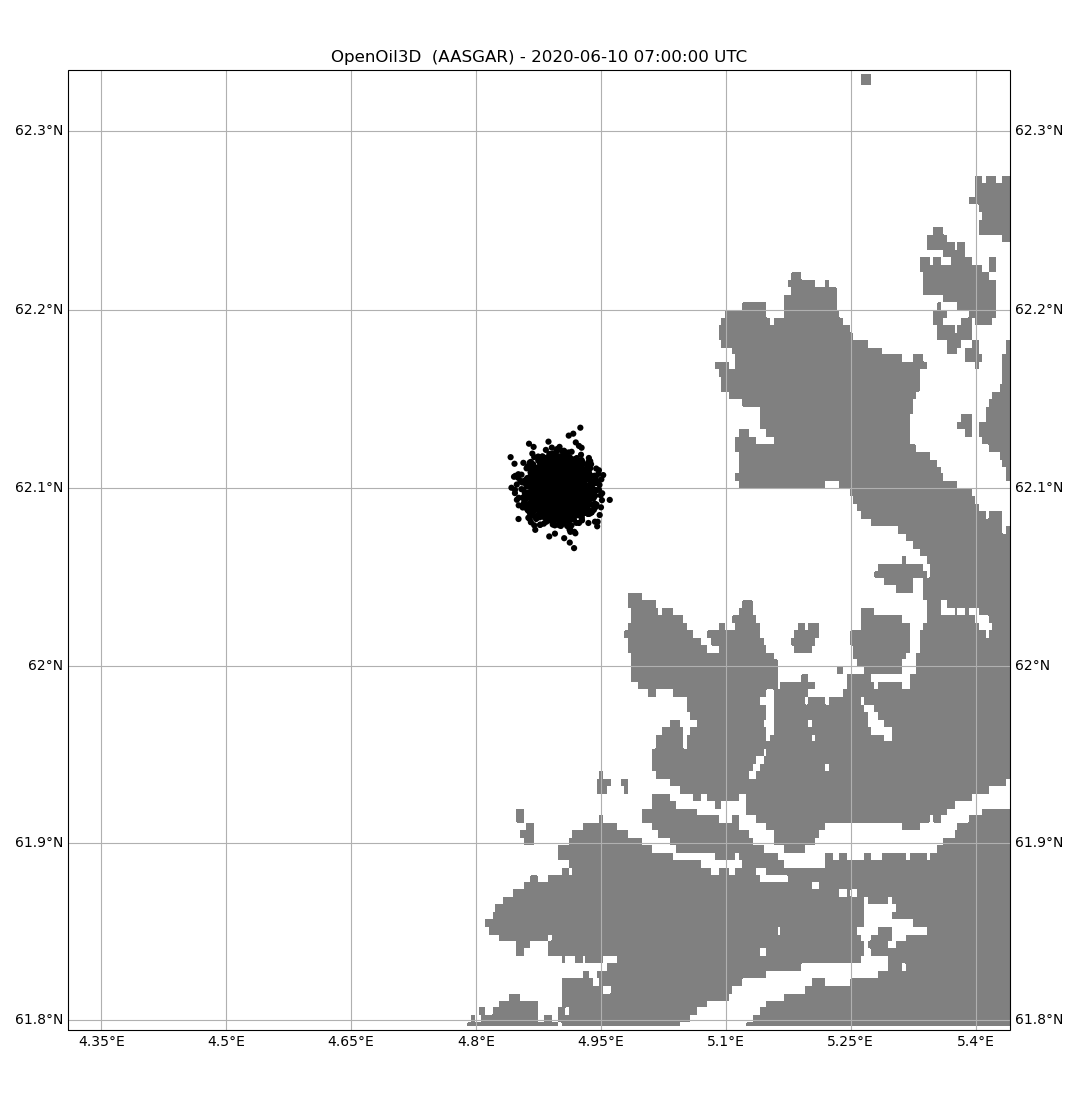 OpenOil3D  (AASGAR) - 2020-06-10 07:00:00 UTC
62.3°N 62.3°N
62.2°N 62.2°N
62.1°N 62.1°N
62°N 62°N
61.9°N 61.9°N
61.8°N 61.8°N
4.35°E 4.5°E 4.65°E 4.8°E 4.95°E 5.1°E 5.25°E 5.4°E